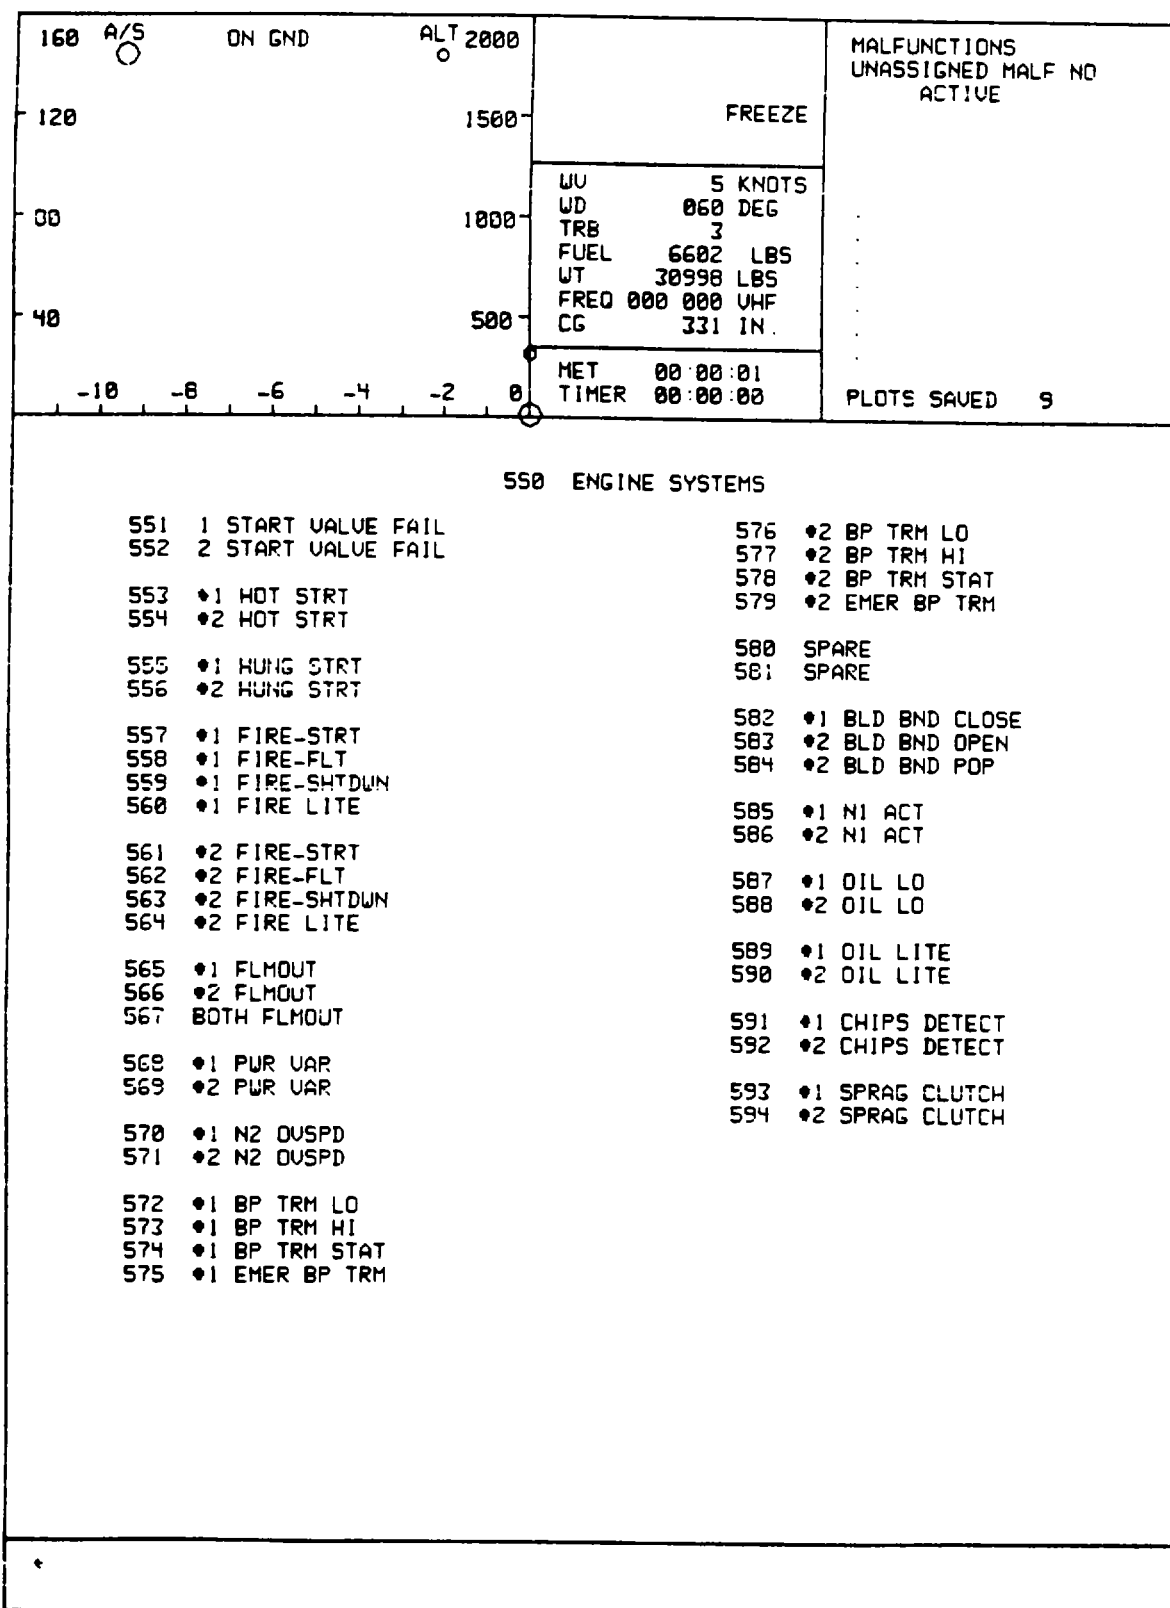 160 A/S ON GND ALT 2000
120 1500
80 1000
40 500
-10 -8 -6 -4 -2 0
FREEZE
WV 5 KNOTS
WD 060 DEG
TRB 3
FUEL 6602 LBS
WT 30998 LBS
FREQ 000 000 VHF
CG 331 IN.
MET 00:00:01
TIMER 00:00:00
MALFUNCTIONS
UNASSIGNED MALF NO
ACTIVE
PLOTS SAVED 9
550 ENGINE SYSTEMS
551 1 START VALVE FAIL
552 2 START VALVE FAIL
553 #1 HOT STRT
554 #2 HOT STRT
555 #1 HUNG STRT
556 #2 HUNG STRT
557 #1 FIRE-STRT
558 #1 FIRE-FLT
559 #1 FIRE-SHTDWN
560 #1 FIRE LITE
561 #2 FIRE-STRT
562 #2 FIRE-FLT
563 #2 FIRE-SHTDWN
564 #2 FIRE LITE
565 #1 FLMOUT
566 #2 FLMOUT
567 BOTH FLMOUT
568 #1 PWR VAR
569 #2 PWR VAR
570 #1 N2 OVSPD
571 #2 N2 OVSPD
572 #1 BP TRM LO
573 #1 BP TRM HI
574 #1 BP TRM STAT
575 #1 EMER BP TRM
576 #2 BP TRM LO
577 #2 BP TRM HI
578 #2 BP TRM STAT
579 #2 EMER BP TRM
580 SPARE
581 SPARE
582 #1 BLD BND CLOSE
583 #2 BLD BND OPEN
584 #2 BLD BND POP
585 #1 N1 ACT
586 #2 N1 ACT
587 #1 OIL LO
588 #2 OIL LO
589 #1 OIL LITE
590 #2 OIL LITE
591 #1 CHIPS DETECT
592 #2 CHIPS DETECT
593 #1 SPRAG CLUTCH
594 #2 SPRAG CLUTCH